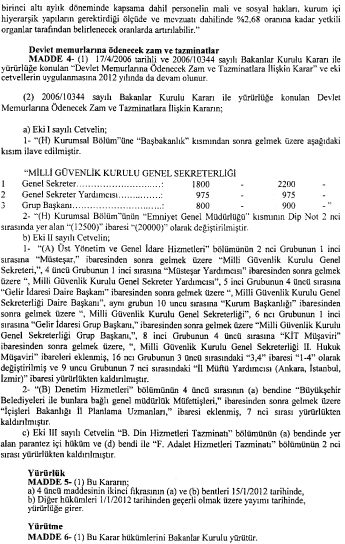 birinci altı aylık döneminde kapsama dahil personelin mali ve sosyal hakları, kurum içi
hiyerarşik yapıların gerektirdiği ölçüde ve mevzuatı dahilinde %2,68 oranına kadar yetkili
organlar tarafından belirlenecek oranlarda artırılabilir."
Devlet memurlarına ödenecek zam ve tazminatlar
MADDE 4- (1) 17/4/2006 tarihli ve 2006/10344 sayılı Bakanlar Kurulu Kararı ile
yürürlüğe konulan "Devlet Memurlarına Ödenecek Zam ve Tazminatlara İlişkin Karar" ve eki
cetvellerin uygulanmasına 2012 yılında da devam olunur.
(2) 2006/10344 sayılı Bakanlar Kurulu Kararı ile yürürlüğe konulan Devlet
Memurlarına Ödenecek Zam ve Tazminatlara İlişkin Kararın;
a) Eki I sayılı Cetvelin;
1- "(H) Kurumsal Bölüm"üne "Başbakanlık" kısmından sonra gelmek üzere aşağıdaki
kısım ilave edilmiştir.
"MİLLİ GÜVENLİK KURULU GENEL SEKRETERLİĞİ
1 Genel Sekreter.............................: 1800 - 2200 -
2 Genel Sekreter Yardımcısı................: 975 - 975 -
3 Grup Başkanı...............................: 800 - 900 - "
2- "(H) Kurumsal Bölüm"ünün "Emniyet Genel Müdürlüğü" kısmının Dip Not 2 nci
sırasında yer alan "(12500)" ibaresi "(20000)" olarak değiştirilmiştir.
b) Eki II sayılı Cetvelin;
1- "(A) Üst Yönetim ve Genel İdare Hizmetleri" bölümünün 2 nci Grubunun 1 inci
sırasına "Müsteşar," ibaresinden sonra gelmek üzere "Milli Güvenlik Kurulu Genel
Sekreteri,", 4 üncü Grubunun 1 inci sırasına "Müsteşar Yardımcısı" ibaresinden sonra gelmek
üzere ", Milli Güvenlik Kurulu Genel Sekreter Yardımcısı", 5 inci Grubunun 4 üncü sırasına
"Gelir İdaresi Daire Başkanı" ibaresinden sonra gelmek üzere ", Milli Güvenlik Kurulu Genel
Sekreterliği Daire Başkanı", aynı grubun 10 uncu sırasına "Kurum Başkanlığı" ibaresinden
sonra gelmek üzere ", Milli Güvenlik Kurulu Genel Sekreterliği", 6 ncı Grubunun 1 inci
sırasına "Gelir İdaresi Grup Başkanı," ibaresinden sonra gelmek üzere "Milli Güvenlik Kurulu
Genel Sekreterliği Grup Başkanı,", 8 inci Grubunun 4 üncü sırasına "KİT Müşaviri"
ibaresinden sonra gelmek üzere, ", Milli Güvenlik Kurulu Genel Sekreterliği II. Hukuk
Müşaviri" ibareleri eklenmiş, 16 ncı Grubunun 3 üncü sırasındaki "3,4" ibaresi "1-4" olarak
değiştirilmiş ve 9 uncu Grubunun 7 nci sırasındaki "İl Müftü Yardımcısı (Ankara, İstanbul,
İzmir)" ibaresi yürürlükten kaldırılmıştır.
2- "(B) Denetim Hizmetleri" bölümünün 4 üncü sırasının (a) bendine "Büyükşehir
Belediyeleri ile bunlara bağlı genel müdürlük Müfettişleri," ibaresinden sonra gelmek üzere
"İçişleri Bakanlığı İl Planlama Uzmanları," ibaresi eklenmiş, 7 nci sırası yürürlükten
kaldırılmıştır.
c) Eki III sayılı Cetvelin "B. Din Hizmetleri Tazminatı" bölümünün (a) bendinde yer
alan parantez içi hüküm ve (d) bendi ile "F. Adalet Hizmetleri Tazminatı" bölümünün 2 nci
sırası yürürlükten kaldırılmıştır.
Yürürlük
MADDE 5- (1) Bu Kararın;
a) 4 üncü maddesinin ikinci fıkrasının (a) ve (b) bentleri 15/1/2012 tarihinde,
b) Diğer hükümleri 1/1/2012 tarihinden geçerli olmak üzere yayımı tarihinde,
yürürlüğe girer.
Yürütme
MADDE 6- (1) Bu Karar hükümlerini Bakanlar Kurulu yürütür.